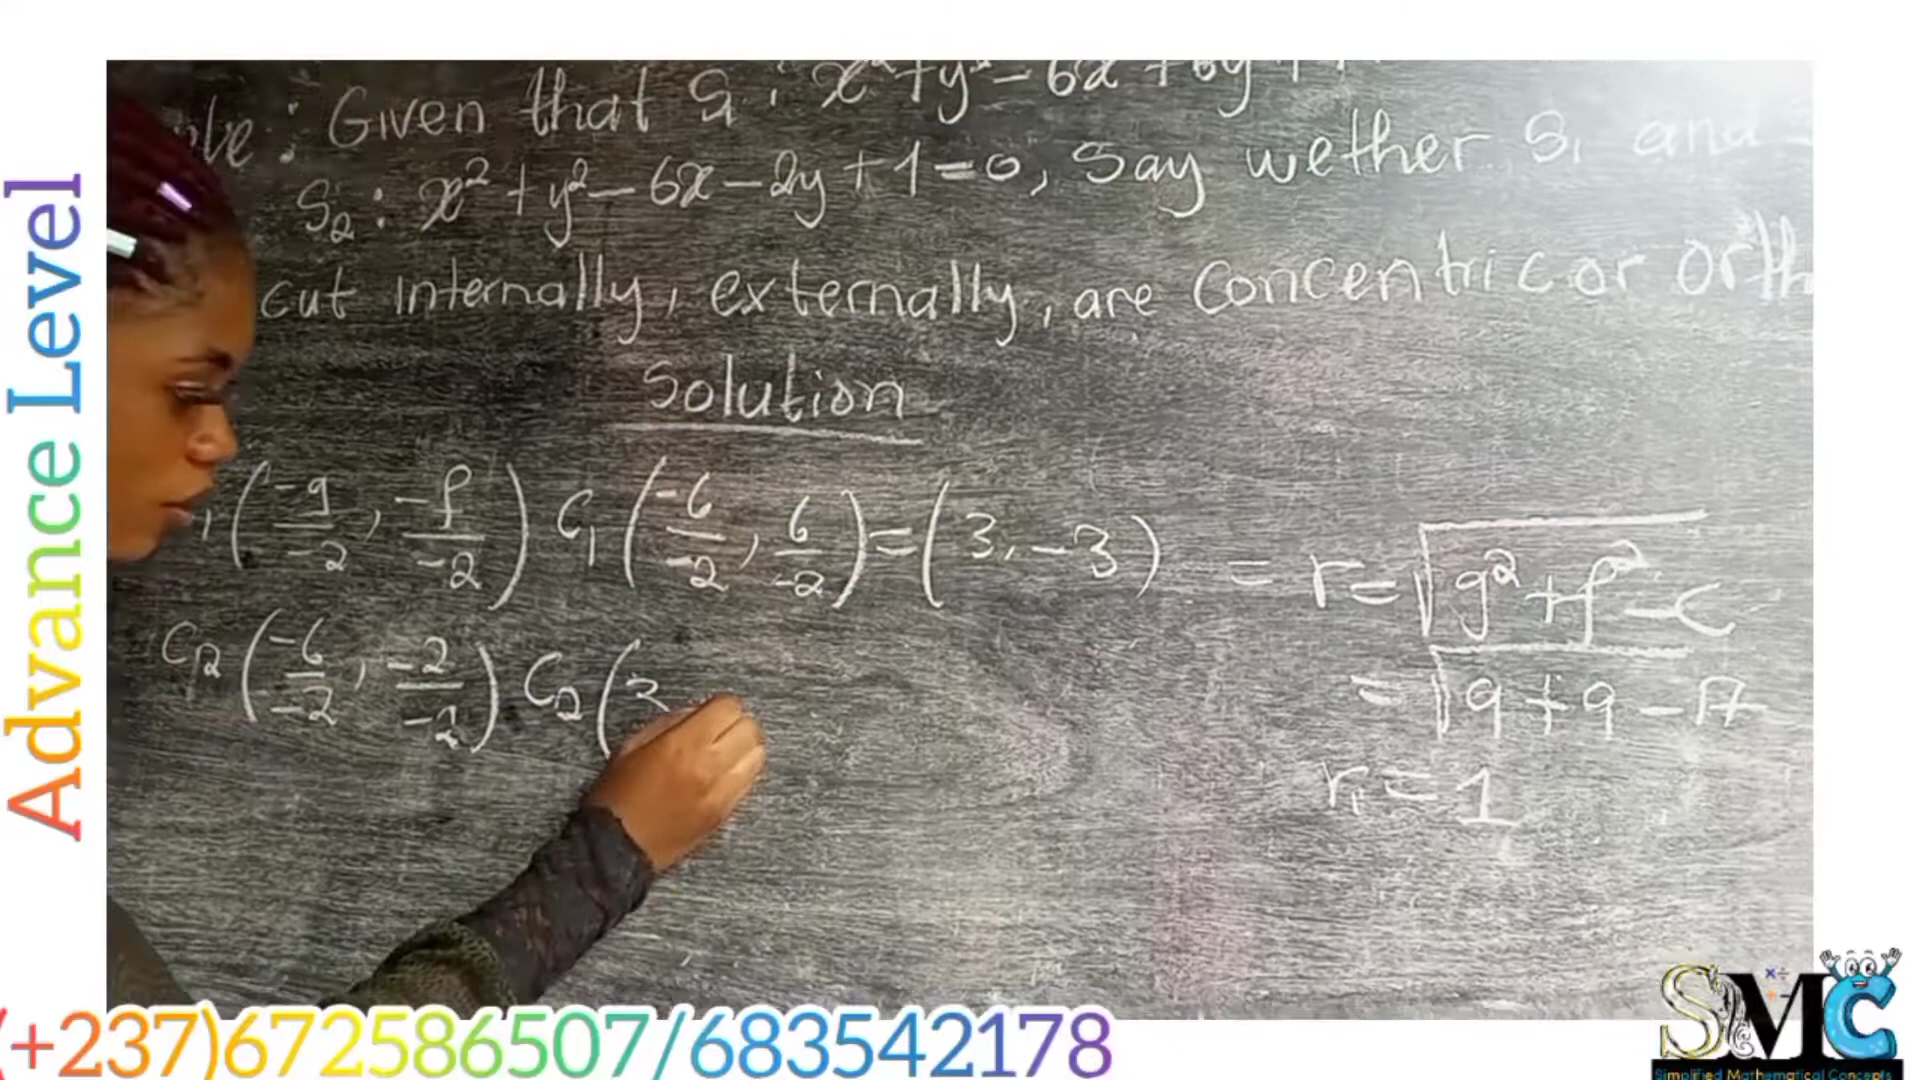 Given that S₁: x²+y²-6x+6y+1
S₂: x²+y²-6x-2y+1=0, Say wether S₁ and
cut internally, externally, are concentric or orth
Solution
(-g/-2, -f/-2) C₁(-6/-2, 6/-2)=(3,-3)
= r=√g²+f²-c
C₂(-6/-2, -2/-2) C₂(3
=√9+9-17
r₁=1
Advance Level
(+237)672586507/683542178
SMC
Simplified Mathematical Concepts